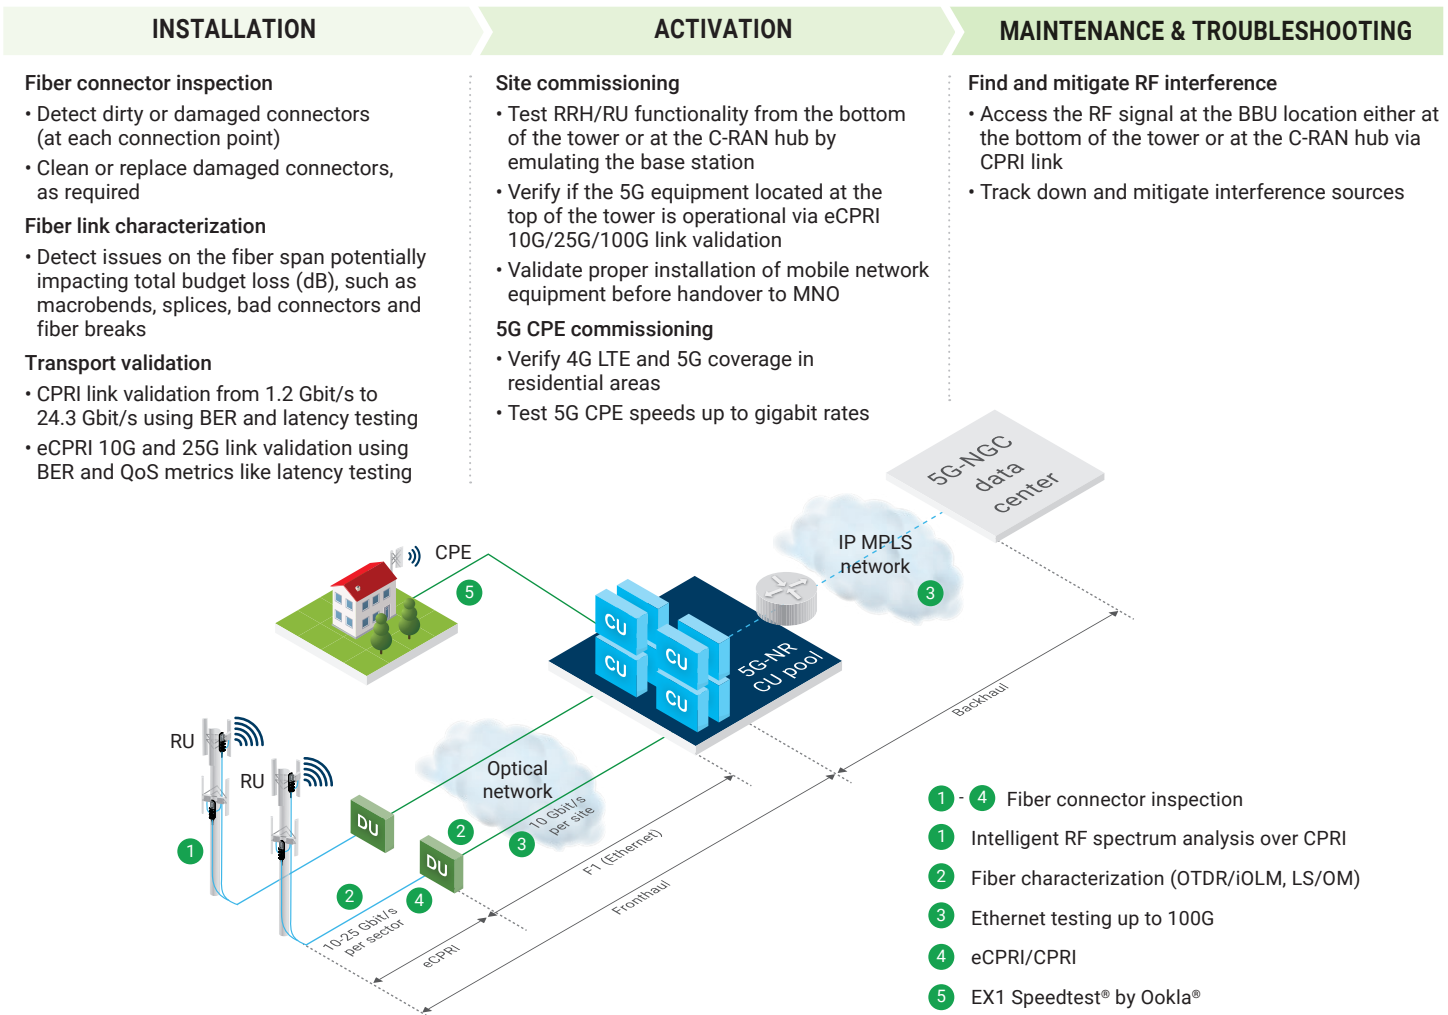 INSTALLATION
Fiber connector inspection
• Detect dirty or damaged connectors
(at each connection point)
• Clean or replace damaged connectors,
as required
Fiber link characterization
• Detect issues on the fiber span potentially
impacting total budget loss (dB), such as
macrobends, splices, bad connectors and
fiber breaks
Transport validation
• CPRI link validation from 1.2 Gbit/s to
24.3 Gbit/s using BER and latency testing
• eCPRI 10G and 25G link validation using
BER and QoS metrics like latency testing
ACTIVATION
Site commissioning
• Test RRH/RU functionality from the bottom
of the tower or at the C-RAN hub by
emulating the base station
• Verify if the 5G equipment located at the
top of the tower is operational via eCPRI
10G/25G/100G link validation
• Validate proper installation of mobile network
equipment before handover to MNO
5G CPE commissioning
• Verify 4G LTE and 5G coverage in
residential areas
• Test 5G CPE speeds up to gigabit rates
MAINTENANCE & TROUBLESHOOTING
Find and mitigate RF interference
• Access the RF signal at the BBU location either at
the bottom of the tower or at the C-RAN hub via
CPRI link
• Track down and mitigate interference sources
5G-NGC
data
center
IP MPLS
network
3
CPE
5
CU
CU
CU
CU
5G-NR
CU pool
Backhaul
RU
RU
1
DU
DU
Optical
network
10 Gbit/s
per site
2
3
2
4
10-25 Gbit/s
per sector
eCPRI
F1 (Ethernet)
Fronthaul
1 - 4 Fiber connector inspection
1 Intelligent RF spectrum analysis over CPRI
2 Fiber characterization (OTDR/iOLM, LS/OM)
3 Ethernet testing up to 100G
4 eCPRI/CPRI
5 EX1 Speedtest® by Ookla®